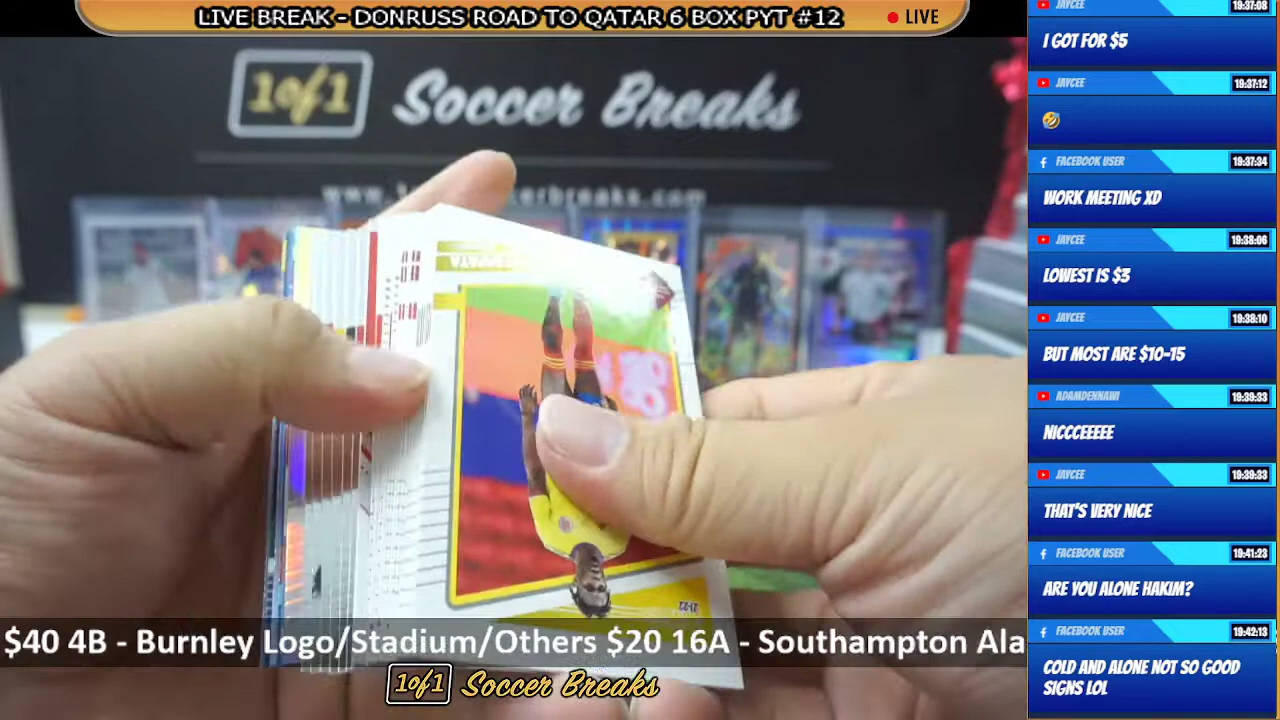 LIVE BREAK - DONRUSS ROAD TO QATAR 6 BOX PYT #12
LIVE
1of1 Soccer Breaks
ccerbreaks.com
21-22
$40 4B - Burnley Logo/Stadium/Others $20 16A - Southampton Ala
1of1 Soccer Breaks
JAYCEE 19:37:08
I GOT FOR $5
JAYCEE 19:37:12
🤣
FACEBOOK USER 19:37:34
WORK MEETING XD
JAYCEE 19:38:06
LOWEST IS $3
JAYCEE 19:38:10
BUT MOST ARE $10-15
ADAMDENNAWI 19:39:33
NICCCEEEEE
JAYCEE 19:39:33
THAT'S VERY NICE
FACEBOOK USER 19:41:23
ARE YOU ALONE HAKIM?
FACEBOOK USER 19:42:13
COLD AND ALONE NOT SO GOOD
SIGNS LOL